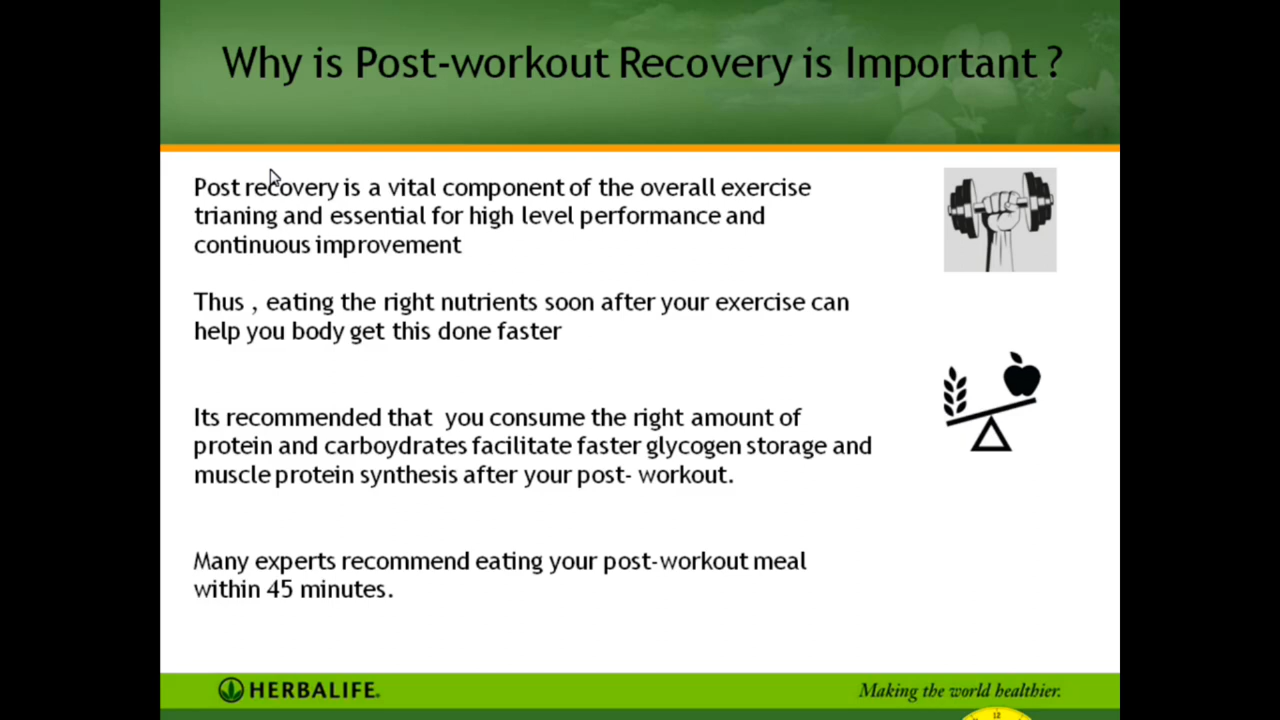 Why is Post-workout Recovery is Important ?
Post recovery is a vital component of the overall exercise
trianing and essential for high level performance and
continuous improvement
Thus , eating the right nutrients soon after your exercise can
help you body get this done faster
Its recommended that  you consume the right amount of
protein and carboydrates facilitate faster glycogen storage and
muscle protein synthesis after your post- workout.
Many experts recommend eating your post-workout meal
within 45 minutes.
HERBALIFE.
Making the world healthier.
12